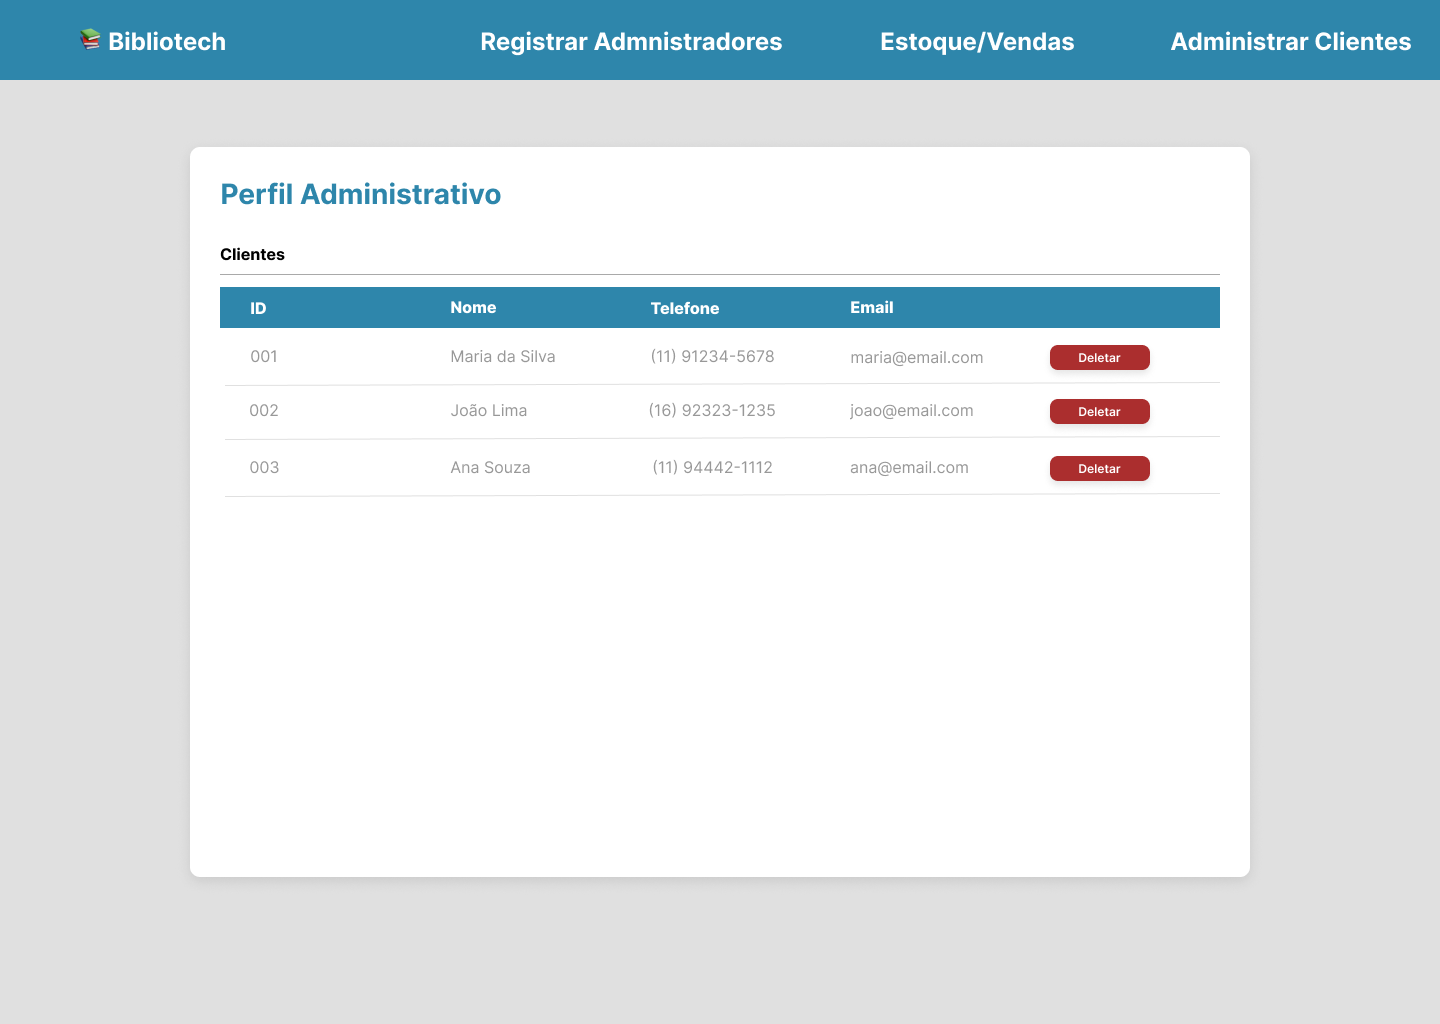 Bibliotech Registrar Admnistradores Estoque/Vendas Administrar Clientes
Perfil Administrativo
Clientes
ID Nome Telefone Email
001 Maria da Silva (11) 91234-5678 maria@email.com Deletar
002 João Lima (16) 92323-1235 joao@email.com Deletar
003 Ana Souza (11) 94442-1112 ana@email.com Deletar